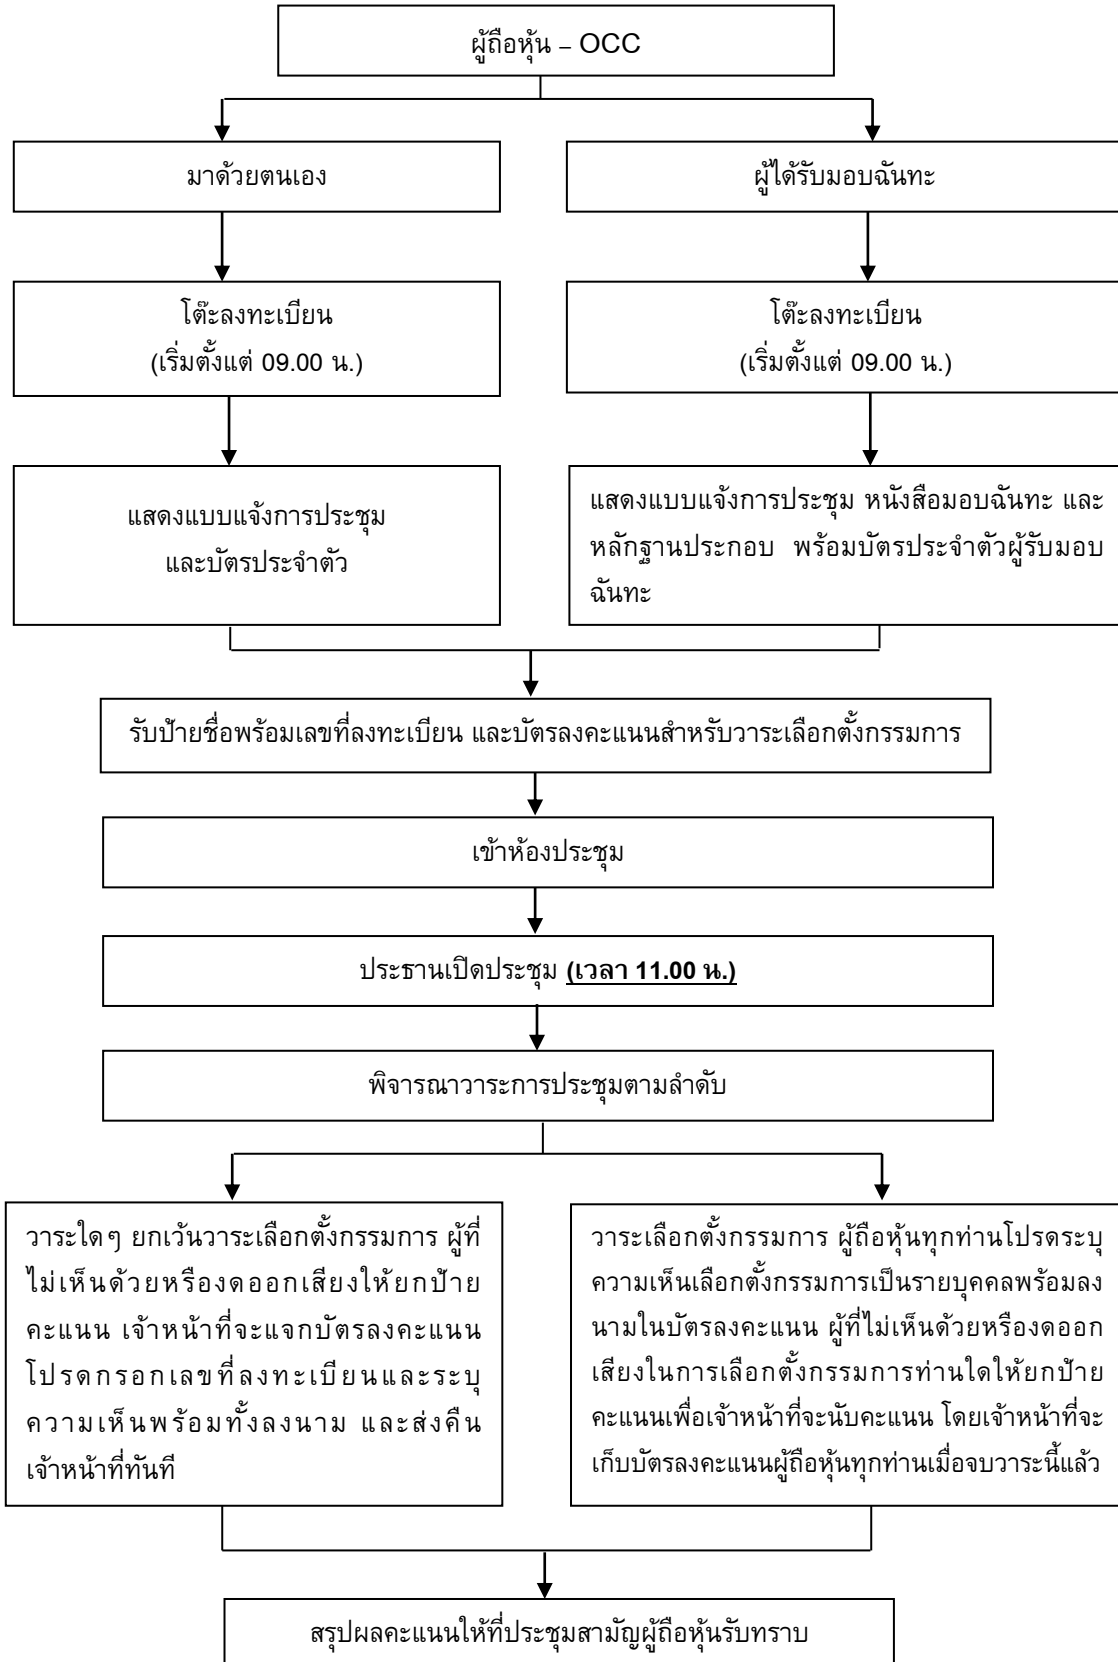 ผู้ถือหุ้น – OCC
มาด้วยตนเอง
ผู้ได้รับมอบฉันทะ
โต๊ะลงทะเบียน
(เริ่มตั้งแต่ 09.00 น.)
โต๊ะลงทะเบียน
(เริ่มตั้งแต่ 09.00 น.)
แสดงแบบแจ้งการประชุม
และบัตรประจำตัว
แสดงแบบแจ้งการประชุม หนังสือมอบฉันทะ และ
หลักฐานประกอบ พร้อมบัตรประจำตัวผู้รับมอบ
ฉันทะ
รับป้ายชื่อพร้อมเลขที่ลงทะเบียน และบัตรลงคะแนนสำหรับวาระเลือกตั้งกรรมการ
เข้าห้องประชุม
ประธานเปิดประชุม (เวลา 11.00 น.)
พิจารณาวาระการประชุมตามลำดับ
วาระใดๆ ยกเว้นวาระเลือกตั้งกรรมการ ผู้ที่
ไม่เห็นด้วยหรืองดออกเสียงให้ยกป้าย
คะแนน เจ้าหน้าที่จะแจกบัตรลงคะแนน
โปรดกรอกเลขที่ลงทะเบียนและระบุ
ความเห็นพร้อมทั้งลงนาม และส่งคืน
เจ้าหน้าที่ทันที
วาระเลือกตั้งกรรมการ ผู้ถือหุ้นทุกท่านโปรดระบุ
ความเห็นเลือกตั้งกรรมการเป็นรายบุคคลพร้อมลง
นามในบัตรลงคะแนน ผู้ที่ไม่เห็นด้วยหรืองดออก
เสียงในการเลือกตั้งกรรมการท่านใดให้ยกป้าย
คะแนนเพื่อเจ้าหน้าที่จะนับคะแนน โดยเจ้าหน้าที่จะ
เก็บบัตรลงคะแนนผู้ถือหุ้นทุกท่านเมื่อจบวาระนี้แล้ว
สรุปผลคะแนนให้ที่ประชุมสามัญผู้ถือหุ้นรับทราบ